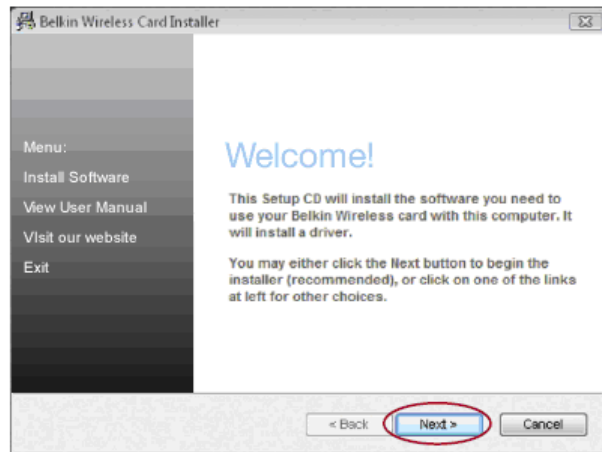 Belkin Wireless Card Installer
Menu:
Install Software
View User Manual
VIsit our website
Exit
Welcome!
This Setup CD will install the software you need to
use your Belkin Wireless card with this computer. It
will install a driver.
You may either click the Next button to begin the
installer (recommended), or click on one of the links
at left for other choices.
< Back
Next >
Cancel